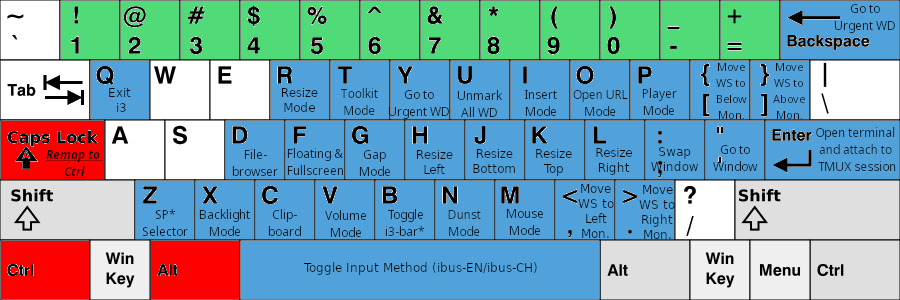 ~ ! @ # $ % ^ & * ( ) _ + Go to
` 1 2 3 4 5 6 7 8 9 0 - = Urgent WD
Backspace
Tab
Q
Exit
i3
W
E
R
Resize
Mode
T
Toolkit
Mode
Y
Go to
Urgent WD
U
Unmark
All WD
I
Insert
Mode
O
Open URL
Mode
P
Player
Mode
{ Move
WS to
[ Below
Mon.
} Move
WS to
] Above
Mon.
|
\
Caps Lock
Remap to
Ctrl
A
S
D
File-
browser
F
Floating &
Fullscreen
G
Gap
Mode
H
Resize
Left
J
Resize
Bottom
K
Resize
Top
L
Resize
Right
:
Swap
;
Window
"
Go to
'
Window
Enter
Open terminal
and attach to
TMUX session
Shift
Z
SP*
Selector
X
Backlight
Mode
C
Clip-
board
V
Volume
Mode
B
Toggle
i3-bar*
N
Dunst
Mode
M
Mouse
Mode
< Move
WS to
Left
, Mon.
> Move
WS to
Right
. Mon.
?
/
Shift
Ctrl
Win
Key
Alt
Toggle Input Method (ibus-EN/ibus-CH)
Alt
Win
Key
Menu
Ctrl